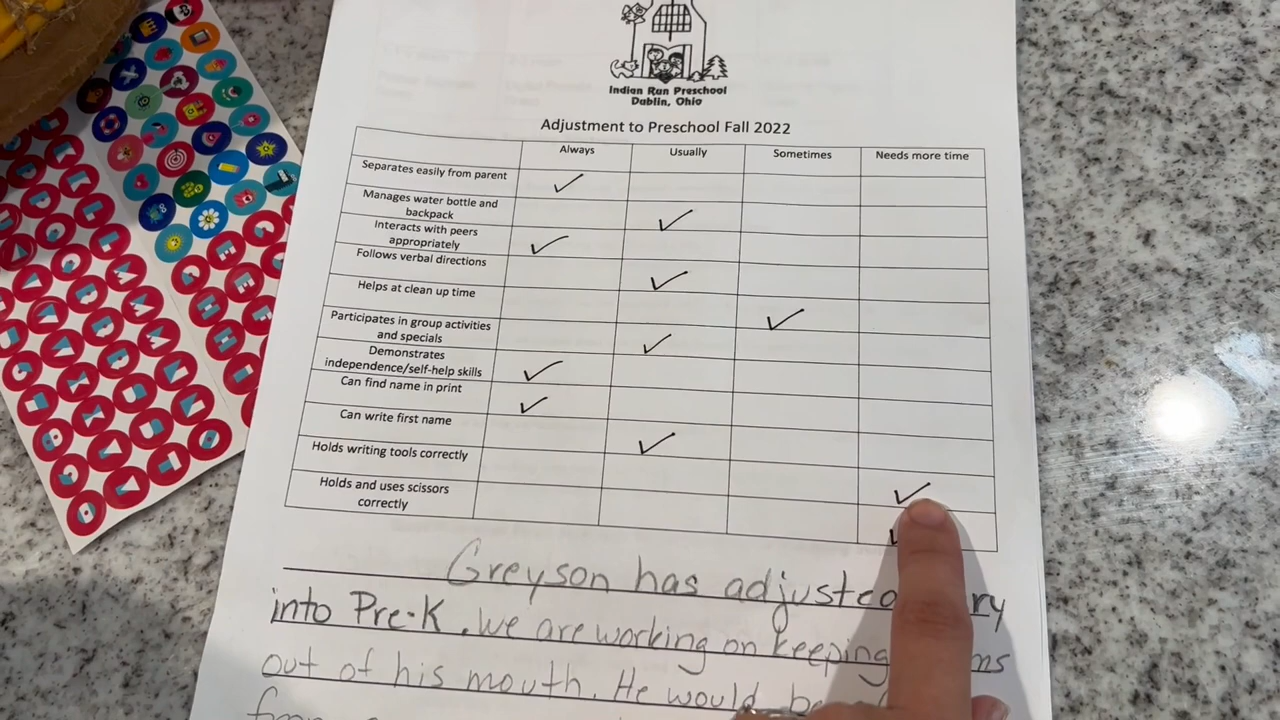 Indian Run Preschool
Dublin, Ohio
Adjustment to Preschool Fall 2022
Always Usually Sometimes Needs more time
Separates easily from parent
Manages water bottle and
backpack
Interacts with peers
appropriately
Follows verbal directions
Helps at clean up time
Participates in group activities
and specials
Demonstrates
independence/self-help skills
Can find name in print
Can write first name
Holds writing tools correctly
Holds and uses scissors
correctly
Greyson has
into Pre-K. We are working on keeping
out of his mouth. He would